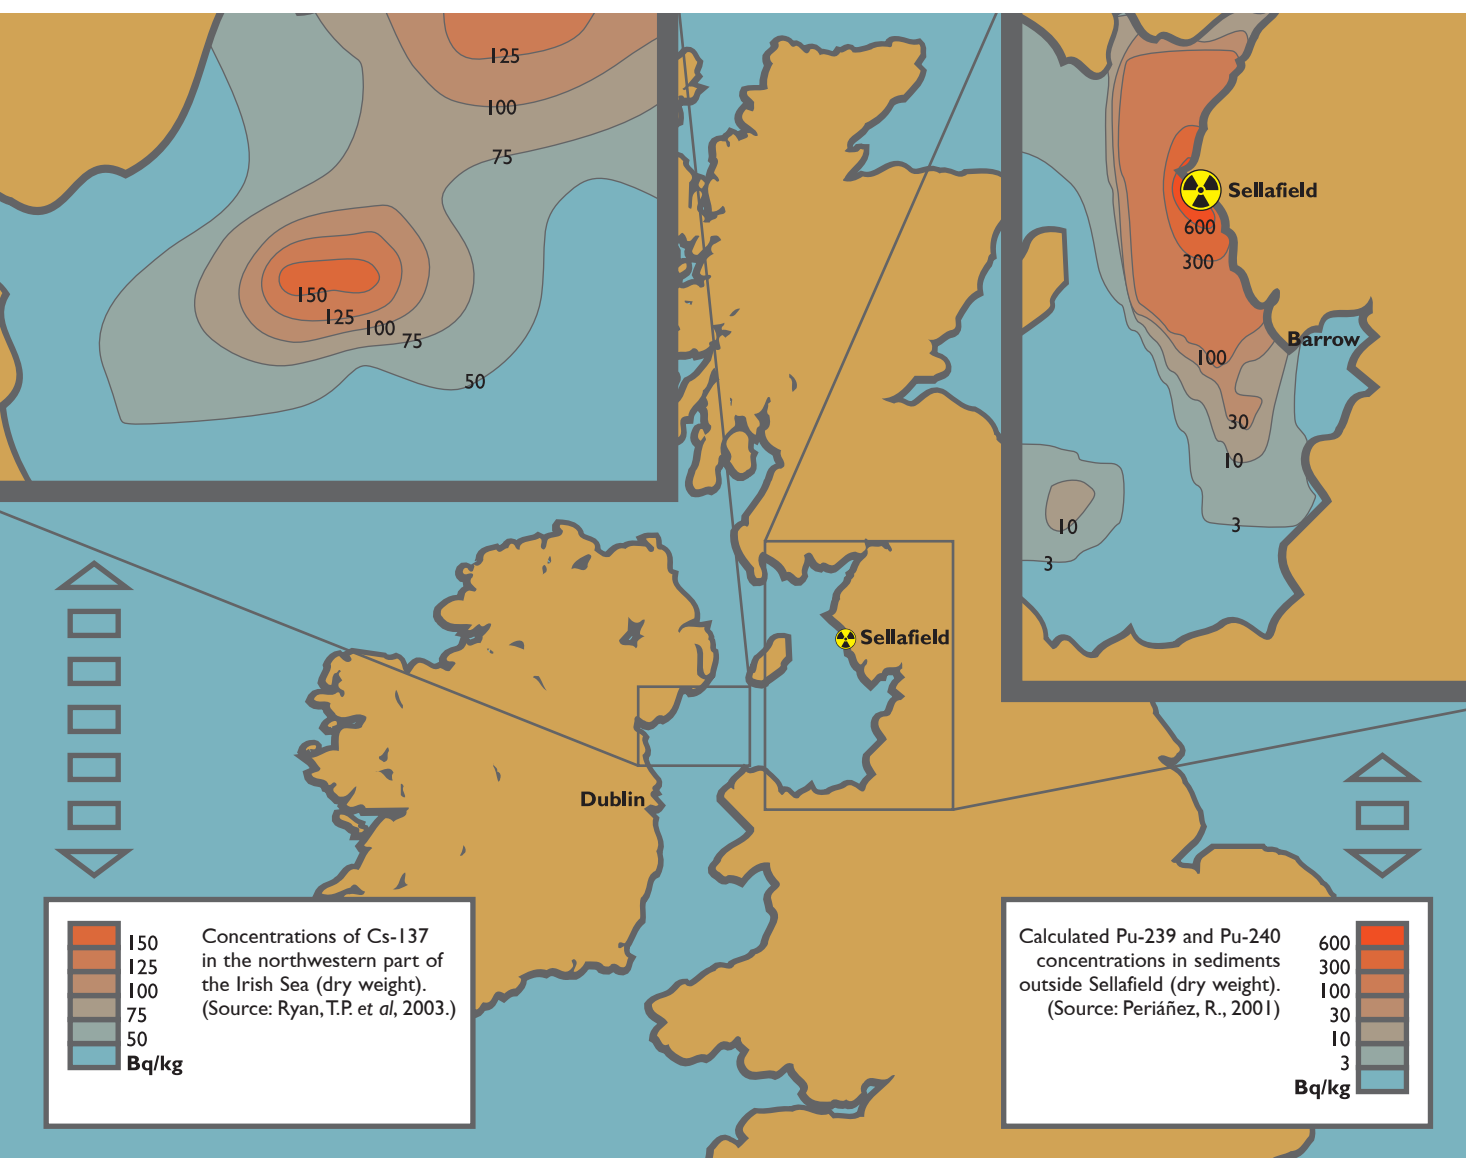 125
100
75
150
125
100
75
50
Sellafield
600
300
Barrow
100
30
10
3
10
3
Sellafield
Dublin
150
125
100
75
50
Bq/kg
Concentrations of Cs-137
in the northwestern part of
the Irish Sea (dry weight).
(Source: Ryan, T.P. et al, 2003.)
Calculated Pu-239 and Pu-240
concentrations in sediments
outside Sellafield (dry weight).
(Source: Periáñez, R., 2001)
600
300
100
30
10
3
Bq/kg